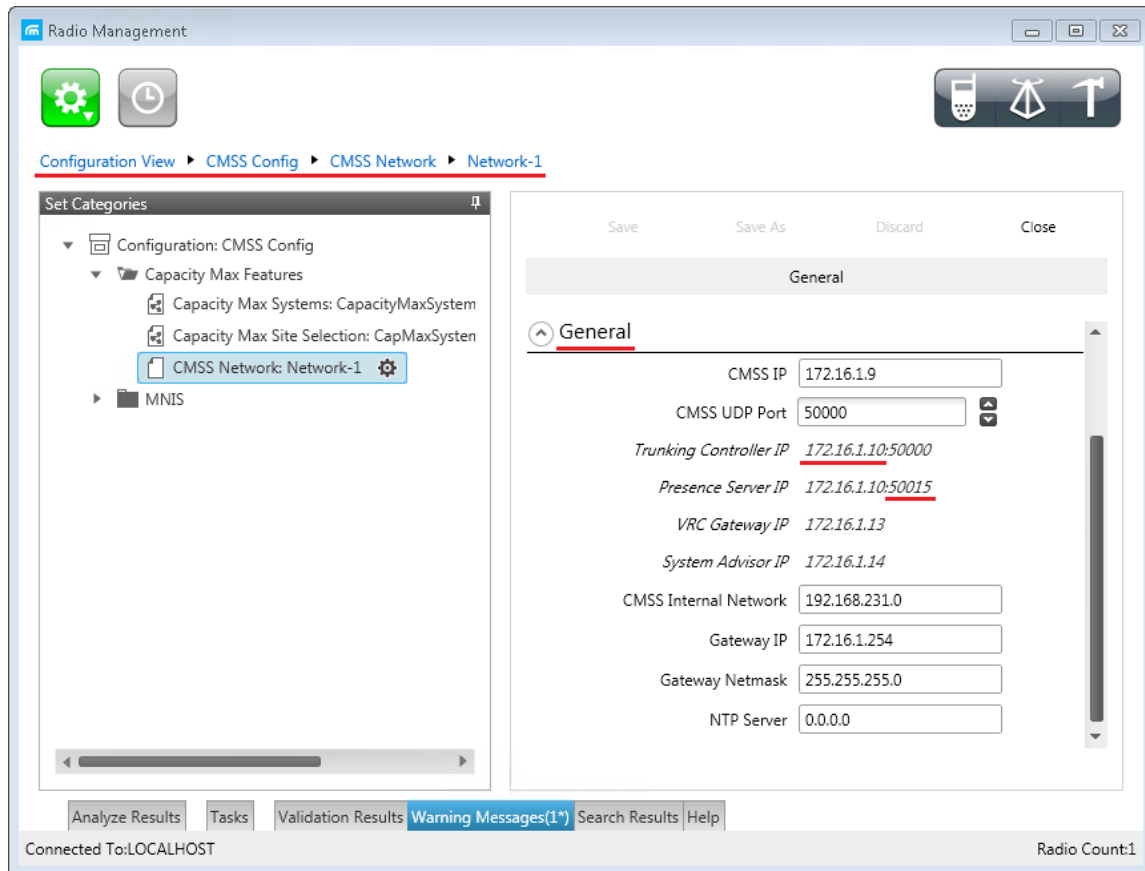 Radio Management
Configuration View CMSS Config CMSS Network Network-1
Set Categories
Configuration: CMSS Config
Capacity Max Features
Capacity Max Systems: CapacityMaxSystem
Capacity Max Site Selection: CapMaxSysten
CMSS Network: Network-1
MNIS
Save Save As Discard Close
General
General
CMSS IP 172.16.1.9
CMSS UDP Port 50000
Trunking Controller IP 172.16.1.10:50000
Presence Server IP 172.16.1.10:50015
VRC Gateway IP 172.16.1.13
System Advisor IP 172.16.1.14
CMSS Internal Network 192.168.231.0
Gateway IP 172.16.1.254
Gateway Netmask 255.255.255.0
NTP Server 0.0.0.0
Analyze Results Tasks Validation Results Warning Messages(1*) Search Results Help
Connected To:LOCALHOST Radio Count:1